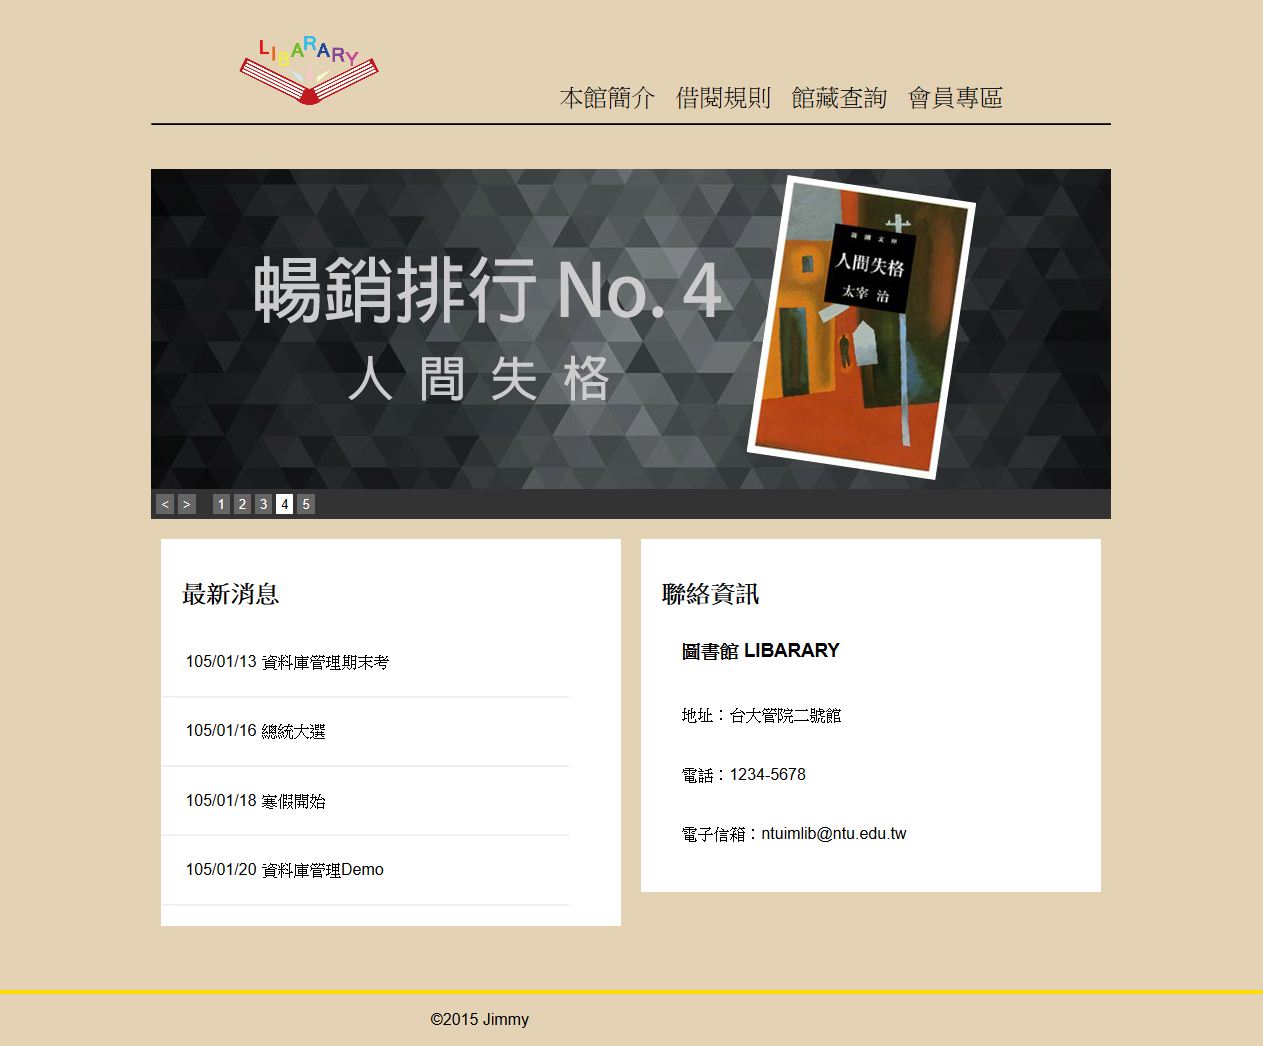 LIBARARY
本館簡介 借閱規則 館藏查詢 會員專區
暢銷排行 No. 4
人間失格
新潮文庫
人間失格
太宰 治
< > 1 2 3 4 5
最新消息
105/01/13 資料庫管理期末考
105/01/16 總統大選
105/01/18 寒假開始
105/01/20 資料庫管理Demo
聯絡資訊
圖書館 LIBARARY
地址：台大管院二號館
電話：1234-5678
電子信箱：ntuimlib@ntu.edu.tw
©2015 Jimmy